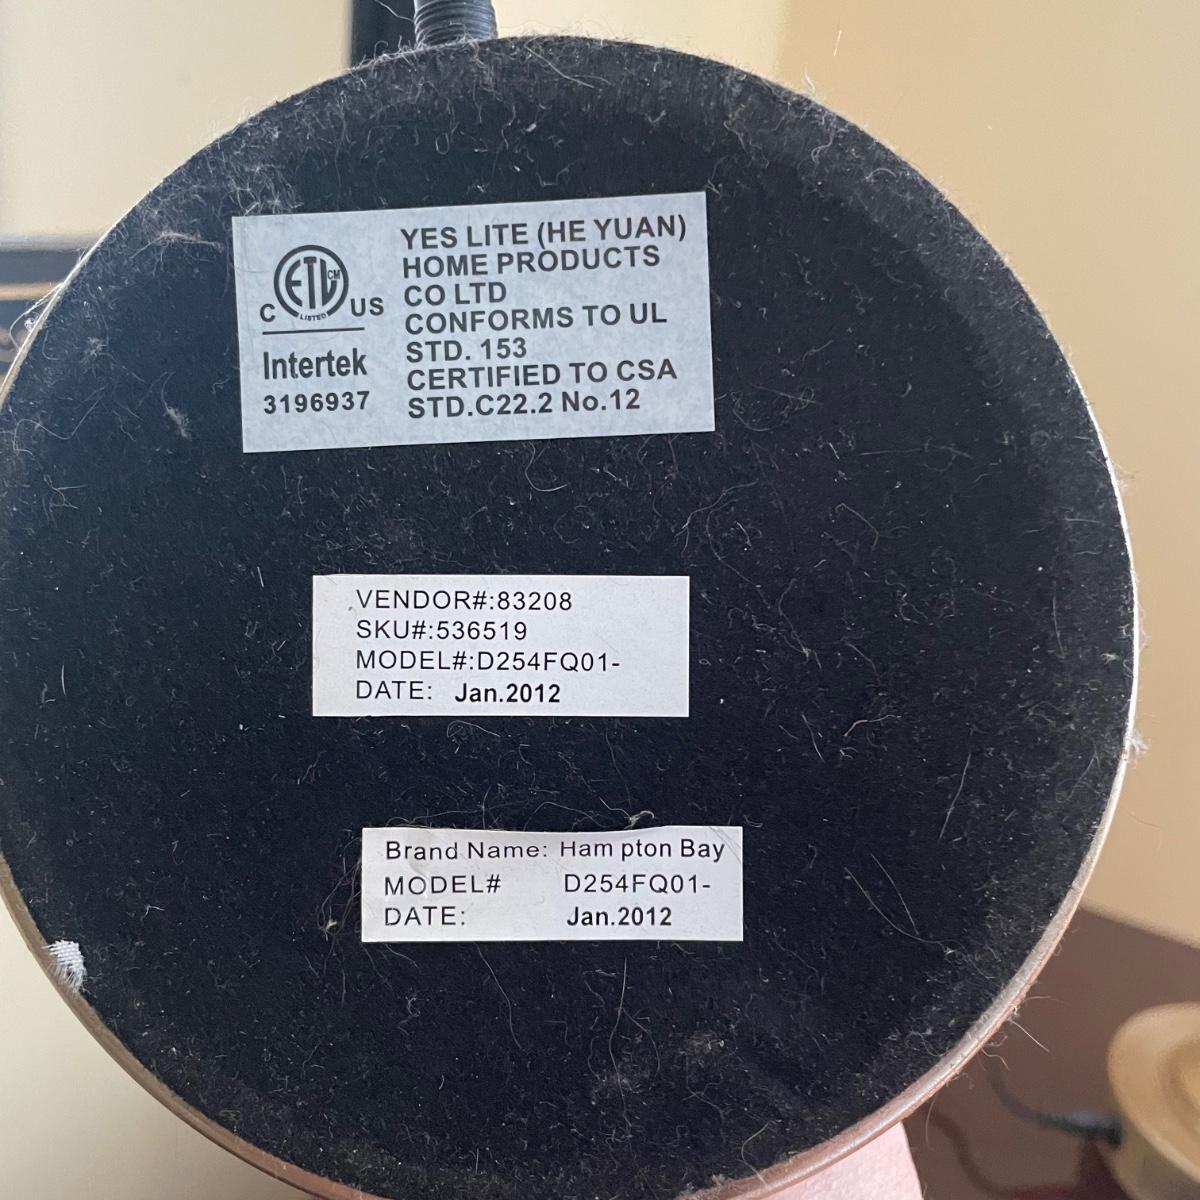 C ETL CM US
LISTED
Intertek
3196937
YES LITE (HE YUAN)
HOME PRODUCTS
CO LTD
CONFORMS TO UL
STD. 153
CERTIFIED TO CSA
STD.C22.2 No.12
VENDOR#:83208
SKU#:536519
MODEL#:D254FQ01-
DATE: Jan.2012
Brand Name: Ham pton Bay
MODEL# D254FQ01-
DATE: Jan.2012